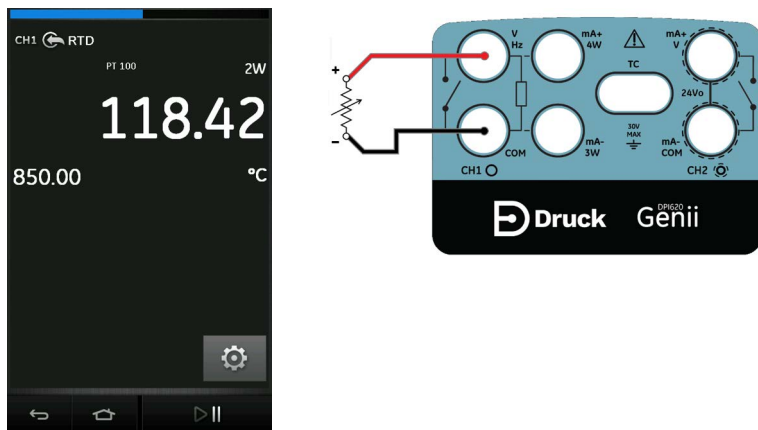 CH1 RTD
PT 100
2W
118.42
850.00 °C
+
−
V
Hz
mA+
4W
mA+
V
TC
24Vo
30V
MAX
COM
mA-
3W
mA-
COM
CH1
CH2
Druck
DPI620
Genii